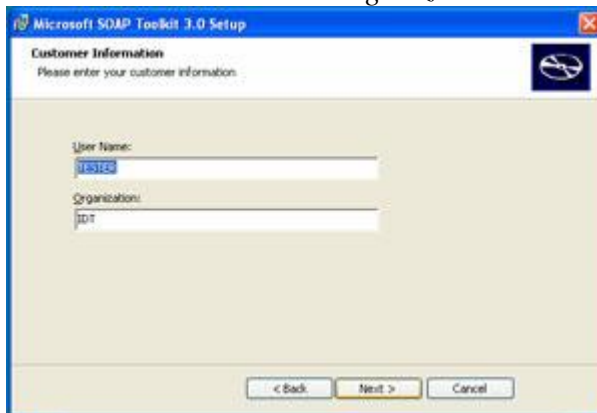 Microsoft SOAP Toolkit 3.0 Setup
Customer Information
Please enter your customer information.
User Name:
TESTER
Organization:
IDT
< Back
Next >
Cancel